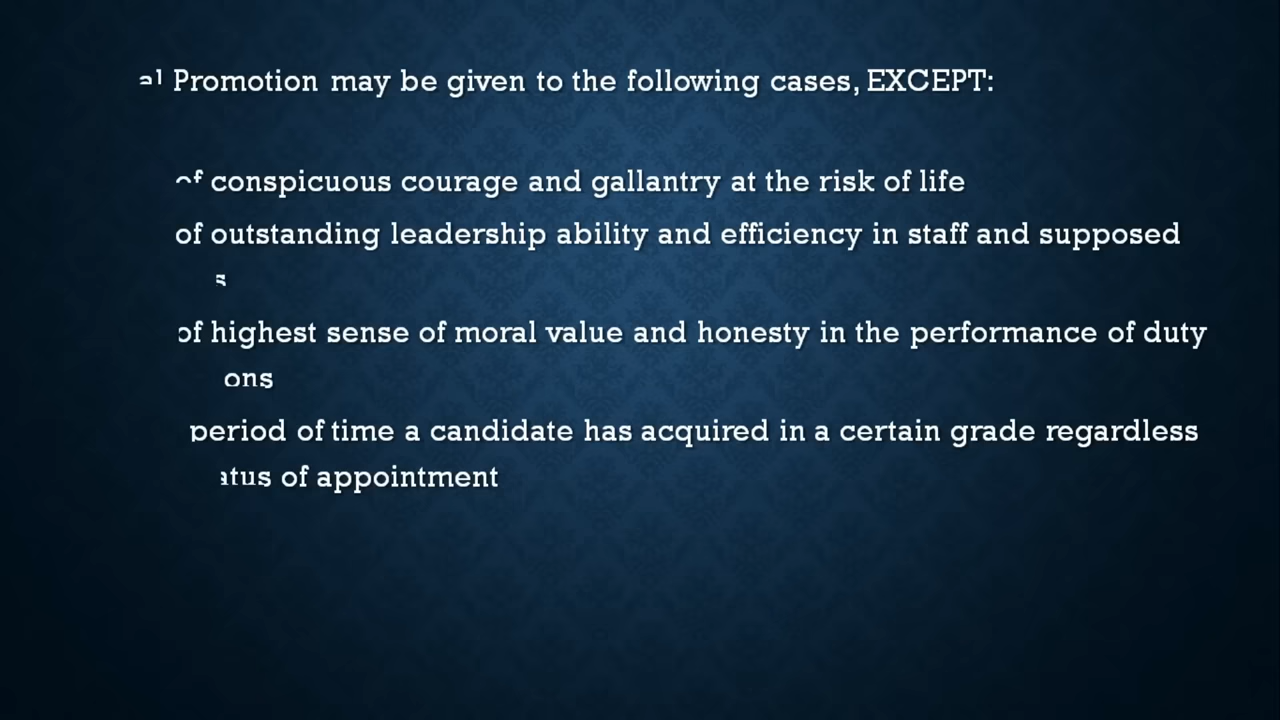 Promotion may be given to the following cases, EXCEPT:
of conspicuous courage and gallantry at the risk of life
of outstanding leadership ability and efficiency in staff and supposed
of highest sense of moral value and honesty in the performance of duty
period of time a candidate has acquired in a certain grade regardless
of appointment